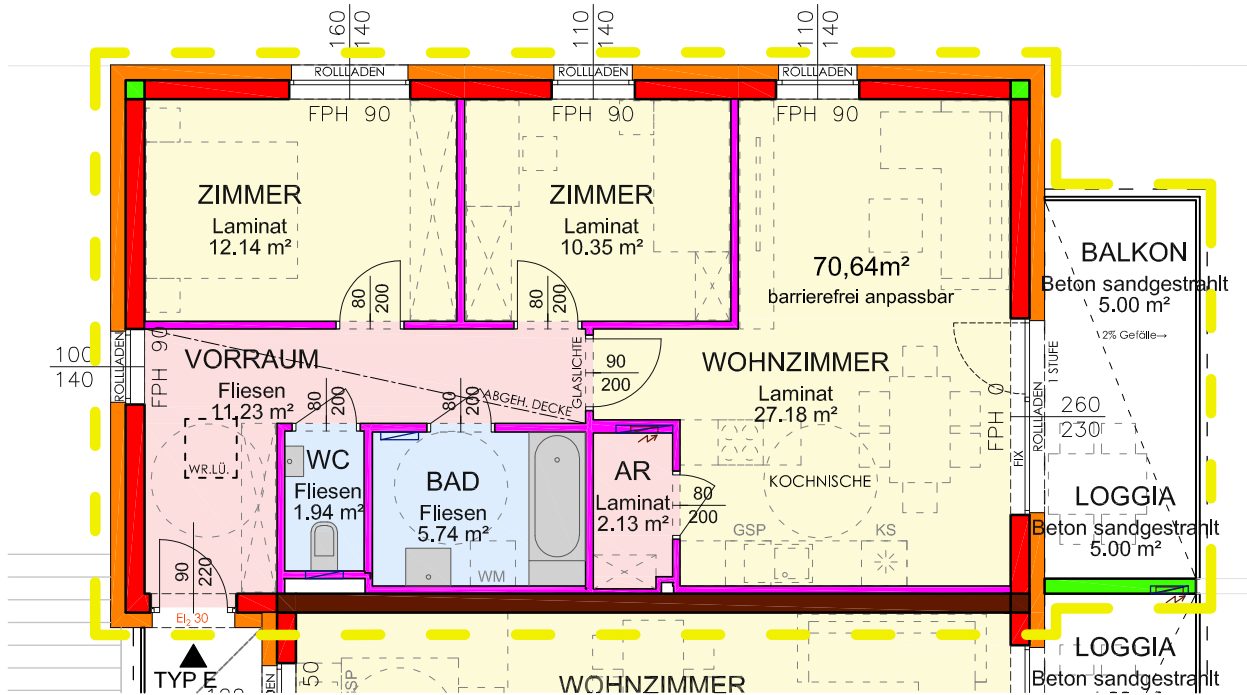 160
140
110
140
110
140
ROLLLADEN
ROLLLADEN
ROLLLADEN
FPH 90
FPH 90
FPH 90
ZIMMER
Laminat
12.14 m²
ZIMMER
Laminat
10.35 m²
70,64m²
barrierefrei anpassbar
BALKON
Beton sandgestrahlt
5.00 m²
2% Gefälle→
80
200
80
200
100
140
ROLLLADEN
FPH 90
VORRAUM
Fliesen
11.23 m²
ABGEH. DECKE
GLASLICHTE
90
200
WOHNZIMMER
Laminat
27.18 m²
1 STUFE
FPH 0
ROLLLADEN
FIX
260
230
80
200
80
200
WR.LÜ.
WC
Fliesen
1.94 m²
BAD
Fliesen
5.74 m²
WM
AR
Laminat
2.13 m²
80
200
KOCHNISCHE
GSP
KS
LOGGIA
Beton sandgestrahlt
5.00 m²
90
220
EI₂ 30
TYP E
50
GSP
WOHNZIMMER
LOGGIA
Beton sandgestrahlt